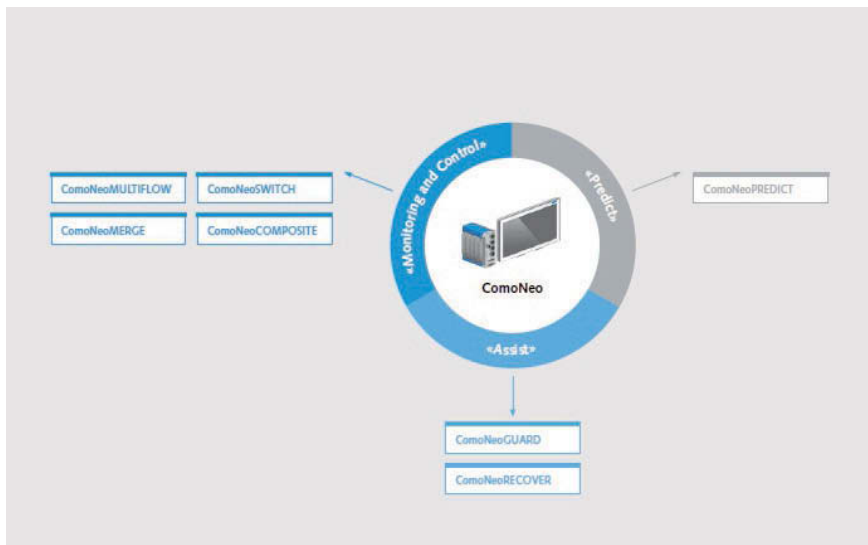 «Monitoring and Control»
«Predict»
ComoNeoMULTIFLOW
ComoNeoSWITCH
ComoNeoPREDICT
ComoNeoMERGE
ComoNeoCOMPOSITE
ComoNeo
«Assist»
ComoNeoGUARD
ComoNeoRECOVER